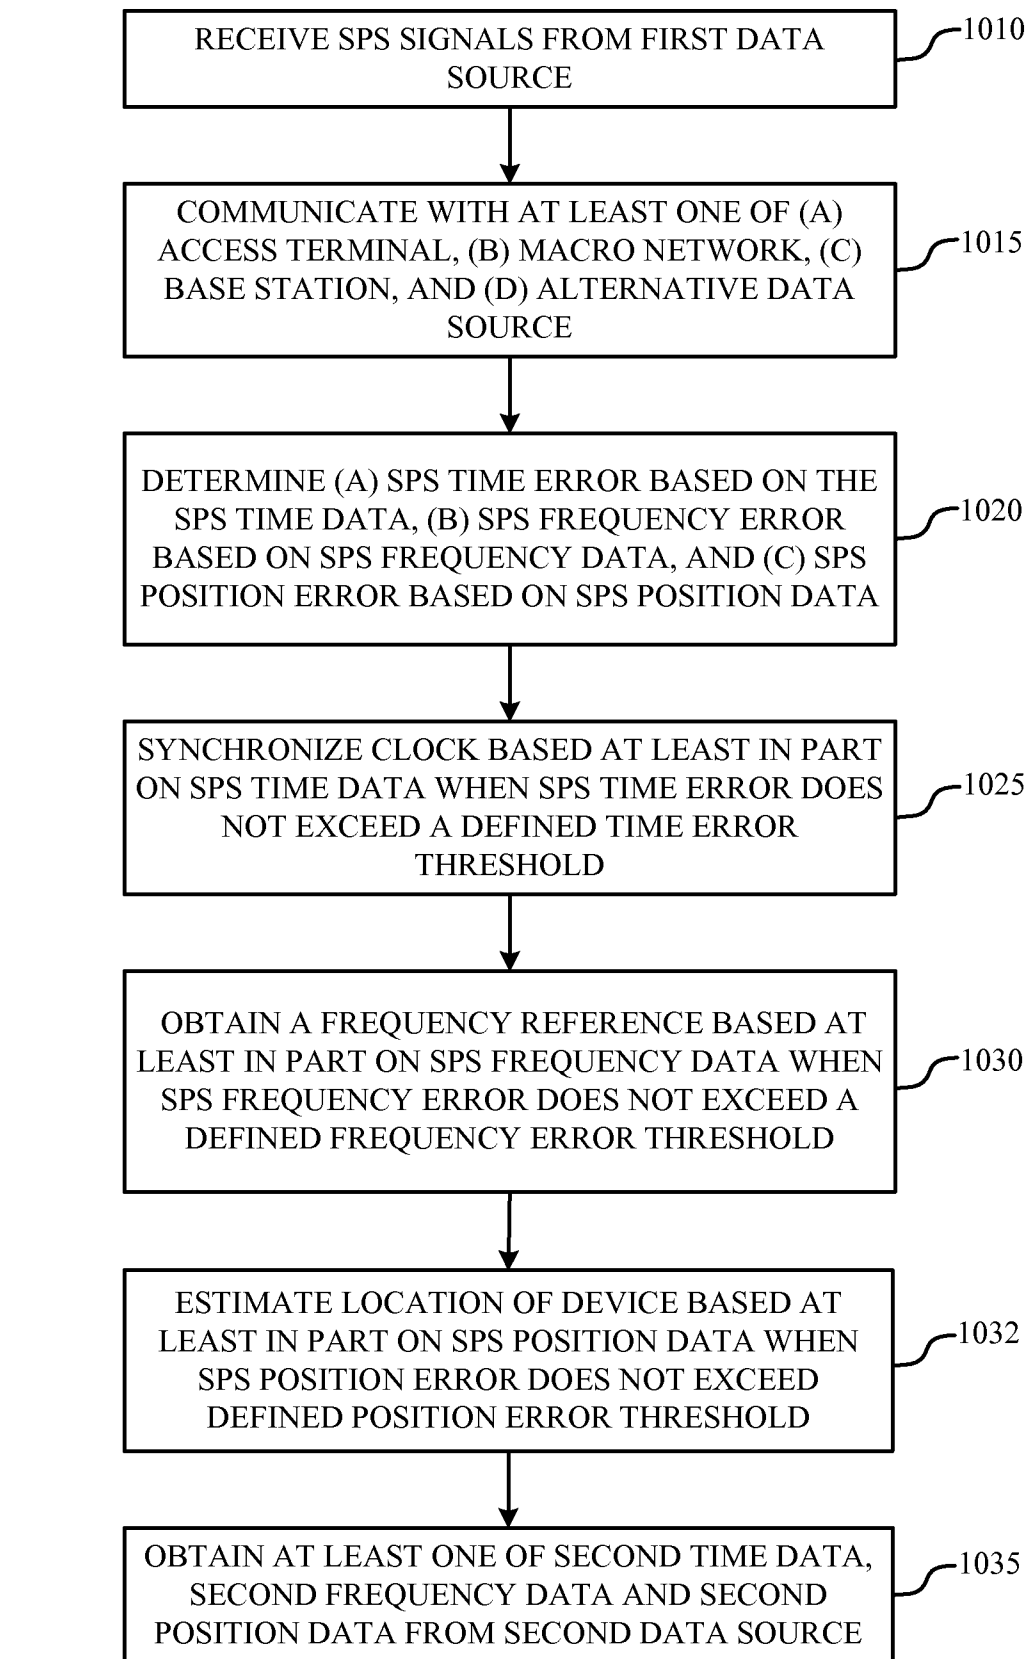 RECEIVE SPS SIGNALS FROM FIRST DATA
SOURCE
1010
COMMUNICATE WITH AT LEAST ONE OF (A)
ACCESS TERMINAL, (B) MACRO NETWORK, (C)
BASE STATION, AND (D) ALTERNATIVE DATA
SOURCE
1015
DETERMINE (A) SPS TIME ERROR BASED ON THE
SPS TIME DATA, (B) SPS FREQUENCY ERROR
BASED ON SPS FREQUENCY DATA, AND (C) SPS
POSITION ERROR BASED ON SPS POSITION DATA
1020
SYNCHRONIZE CLOCK BASED AT LEAST IN PART
ON SPS TIME DATA WHEN SPS TIME ERROR DOES
NOT EXCEED A DEFINED TIME ERROR
THRESHOLD
1025
OBTAIN A FREQUENCY REFERENCE BASED AT
LEAST IN PART ON SPS FREQUENCY DATA WHEN
SPS FREQUENCY ERROR DOES NOT EXCEED A
DEFINED FREQUENCY ERROR THRESHOLD
1030
ESTIMATE LOCATION OF DEVICE BASED AT
LEAST IN PART ON SPS POSITION DATA WHEN
SPS POSITION ERROR DOES NOT EXCEED
DEFINED POSITION ERROR THRESHOLD
1032
OBTAIN AT LEAST ONE OF SECOND TIME DATA,
SECOND FREQUENCY DATA AND SECOND
POSITION DATA FROM SECOND DATA SOURCE
1035